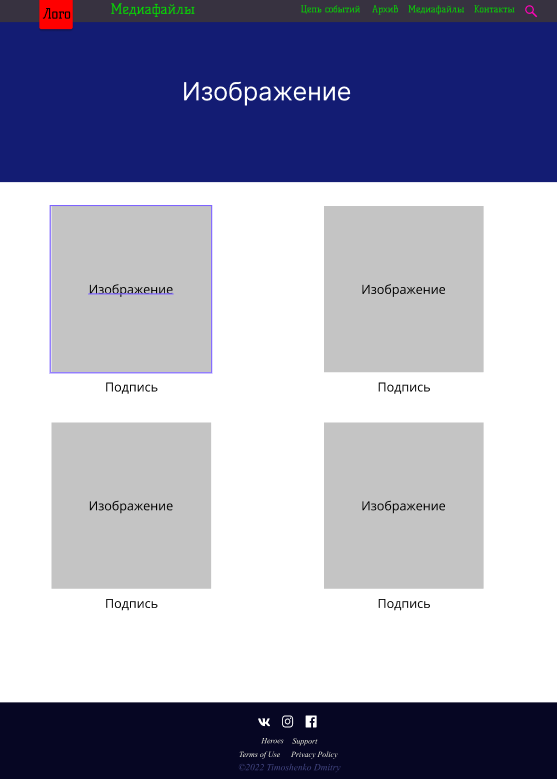 Лого
Медиафайлы
Цепь событий Архив Медиафайлы Контакты
Изображение
Изображение Изображение
Подпись Подпись
Изображение Изображение
Подпись Подпись
Heroes Support
Terms of Use Privacy Policy
©2022 Timoshenko Dmitry